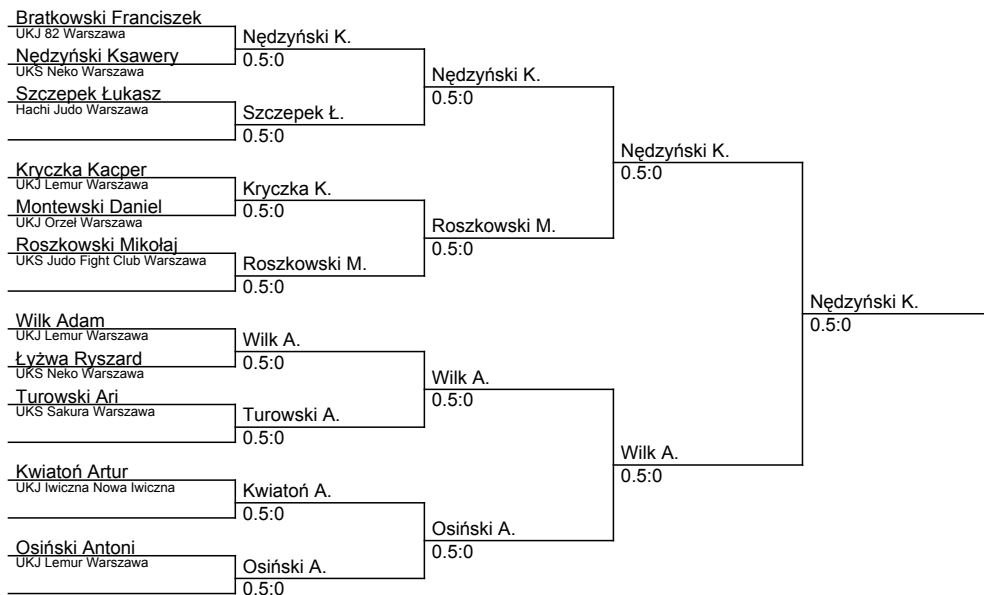 Bratkowski Franciszek
UKJ 82 Warszawa
Nędzyński Ksawery
UKS Neko Warszawa
Szczepek Łukasz
Hachi Judo Warszawa
Kryczka Kacper
UKJ Lemur Warszawa
Montewski Daniel
UKJ Orzeł Warszawa
Roszkowski Mikołaj
UKS Judo Fight Club Warszawa
Wilk Adam
UKJ Lemur Warszawa
Łyżwa Ryszard
UKS Neko Warszawa
Turowski Ari
UKS Sakura Warszawa
Kwiatoń Artur
UKJ Iwiczna Nowa Iwiczna
Osiński Antoni
UKJ Lemur Warszawa
Nędzyński K.
0.5:0
Szczepek Ł.
0.5:0
Kryczka K.
0.5:0
Roszkowski M.
0.5:0
Wilk A.
0.5:0
Turowski A.
0.5:0
Kwiatoń A.
0.5:0
Osiński A.
0.5:0
Nędzyński K.
0.5:0
Roszkowski M.
0.5:0
Wilk A.
0.5:0
Osiński A.
0.5:0
Nędzyński K.
0.5:0
Wilk A.
0.5:0
Nędzyński K.
0.5:0